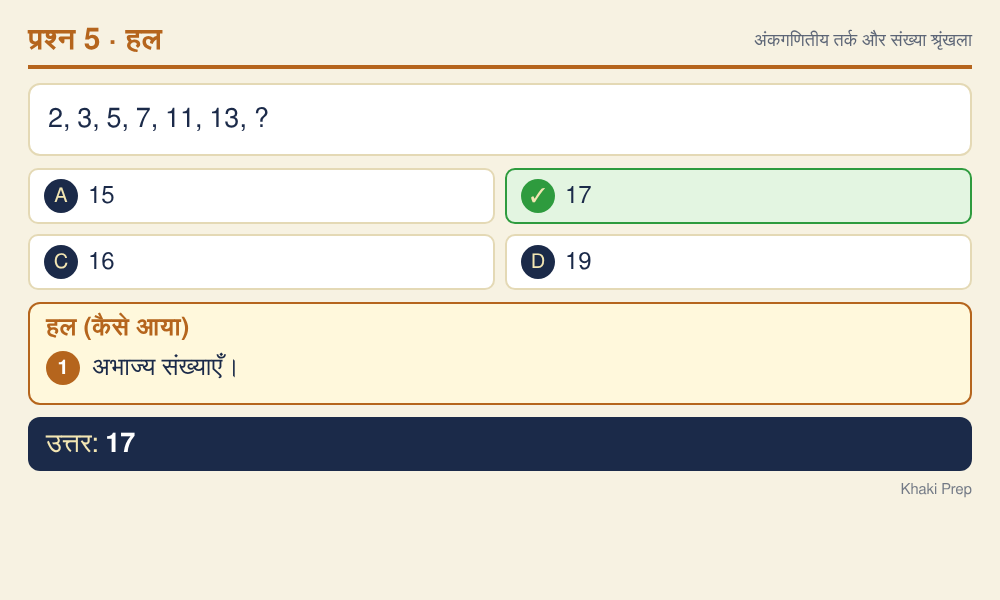 प्रश्न 5 · हल
अंकगणितीय तर्क और संख्या श्रृंखला
2, 3, 5, 7, 11, 13, ?
A 15
✓ 17
C 16
D 19
हल (कैसे आया)
1 अभाज्य संख्याएँ।
उत्तर: 17
Khaki Prep